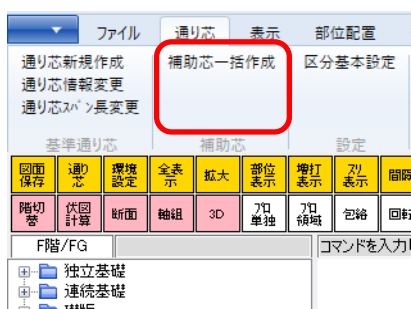 ファイル 通り芯 表示 部位配置
通り芯新規作成 補助芯一括作成 区分基本設定
通り芯情報変更
通り芯スパン長変更
基準通り芯 補助芯 設定
図面保存 通り芯 環境設定 全表示 拡大 部位表示 増打表示 スリ表示 間隔
階切替 伏図計算 断面 軸組 3D プロ単独 プロ領域 包絡 回転
F階/FG コマンドを入力
独立基礎
連続基礎